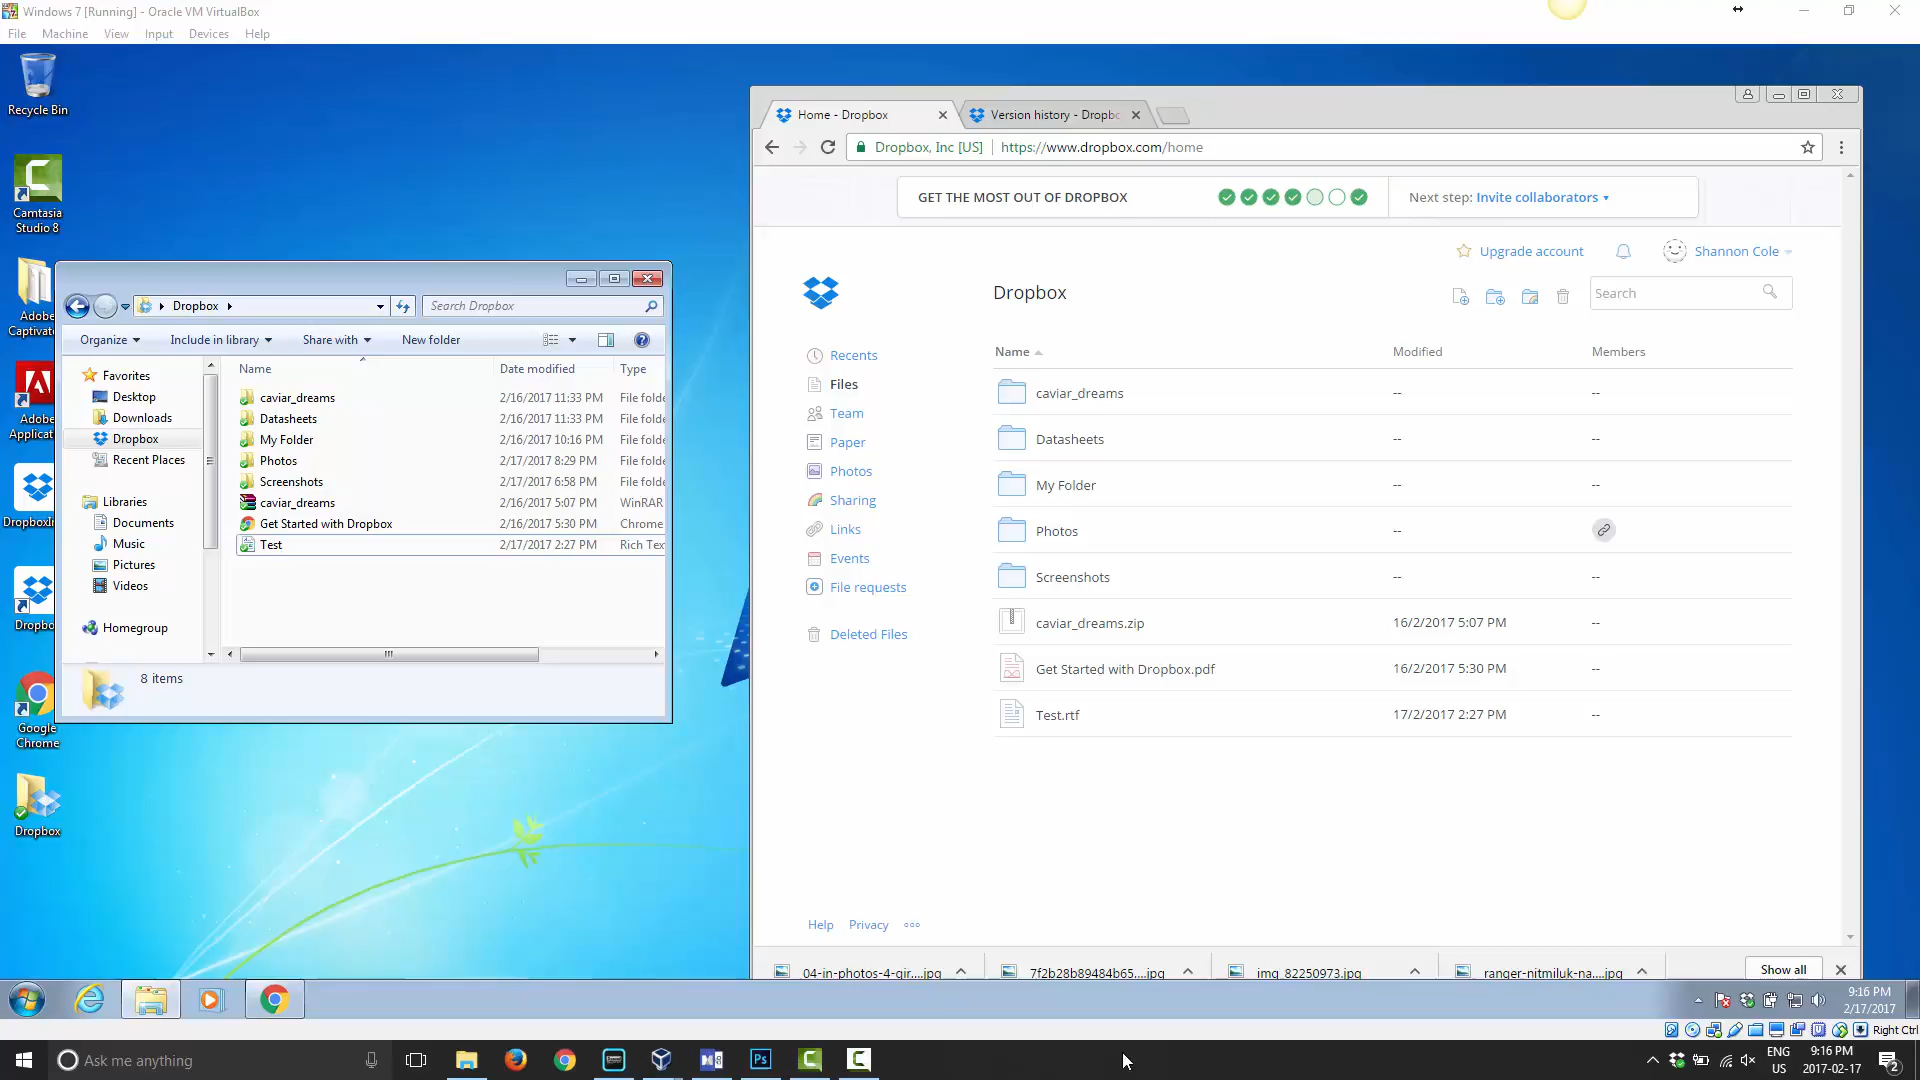 Windows 7 [Running] - Oracle VM VirtualBox
File Machine View Input Devices Help
Recycle Bin
Camtasia
Studio 8
Adobe
Captivat
Adobe
Applicat
DropboxIn
Dropbo
Google
Chrome
Dropbox
Dropbox
Search Dropbox
Organize Include in library Share with New folder
Name Date modified Type
Favorites
Desktop
Downloads
Dropbox
Recent Places
Libraries
Documents
Music
Pictures
Videos
Homegroup
caviar_dreams 2/16/2017 11:33 PM File folde
Datasheets 2/16/2017 11:33 PM File folde
My Folder 2/16/2017 10:16 PM File folde
Photos 2/17/2017 8:29 PM File folde
Screenshots 2/17/2017 6:58 PM File folde
caviar_dreams 2/16/2017 5:07 PM WinRAR
Get Started with Dropbox 2/16/2017 5:30 PM Chrome
Test 2/17/2017 2:27 PM Rich Tex
8 items
Home - Dropbox
Version history - Dropbo
Dropbox, Inc [US] https://www.dropbox.com/home
GET THE MOST OUT OF DROPBOX
Next step: Invite collaborators
Upgrade account
Shannon Cole
Dropbox
Search
Recents
Files
Team
Paper
Photos
Sharing
Links
Events
File requests
Deleted Files
Name Modified Members
caviar_dreams -- --
Datasheets -- --
My Folder -- --
Photos --
Screenshots -- --
caviar_dreams.zip 16/2/2017 5:07 PM --
Get Started with Dropbox.pdf 16/2/2017 5:30 PM --
Test.rtf 17/2/2017 2:27 PM --
Help Privacy
04-in-photos-4-gir....jpg
7f2b28b89484b65....jpg
img_82250973.jpg
ranger-nitmiluk-na....jpg
Show all
9:16 PM
2/17/2017
Right Ctrl
Ask me anything
Ps
ENG
US
9:16 PM
2017-02-17
2